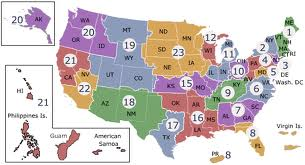 20
AK
WA
20
MT
19
OR
ID
WY
ND
SD
23
MN
12
WI
11
MI
NE
IA
IL
IN
OH
HI
21
21
CA
22
NV
UT
CO
KS
15
MO
10
KY
4
AZ
18
NM
OK
16
AR
9
TN
6
NC
TX
17
LA
MS
AL
7
GA
SC
8
FL
ME
1
NH
VT
NY
2
MA
CT
RI
NJ
PA
3
DE
5
Wash. DC
MD
VA
WV
Philippines Is.
Guam
American
Samoa
PR
8
Virgin Is.